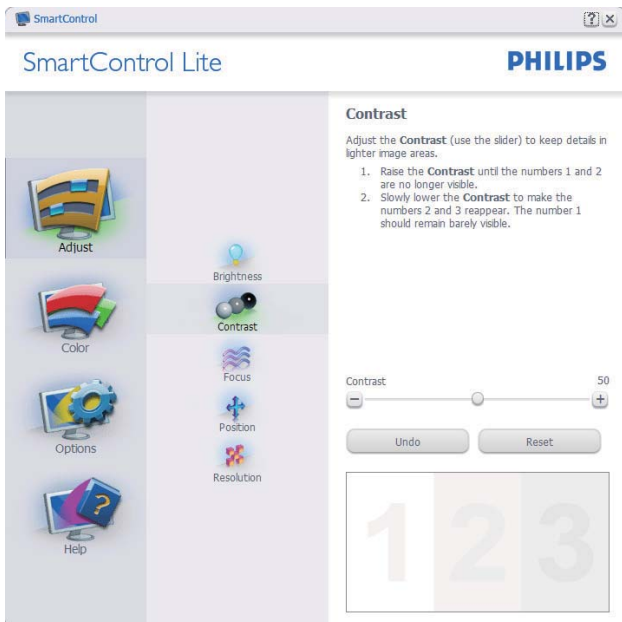 SmartControl
SmartControl Lite
PHILIPS
Adjust
Color
Options
Help
Brightness
Contrast
Focus
Position
Resolution
Contrast
Adjust the Contrast (use the slider) to keep details in
lighter image areas.
1. Raise the Contrast until the numbers 1 and 2
are no longer visible.
2. Slowly lower the Contrast to make the
numbers 2 and 3 reappear. The number 1
should remain barely visible.
Contrast 50
Undo Reset
1 2 3